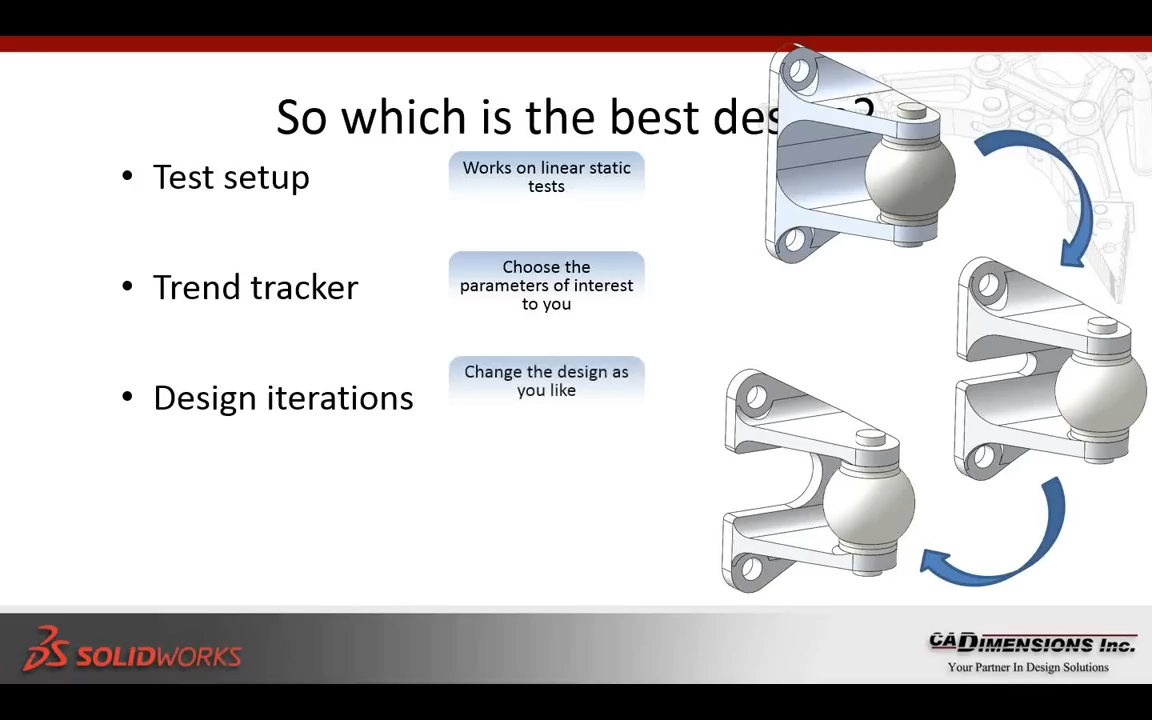 So which is the best des ?
• Test setup
Works on linear static
tests
• Trend tracker
Choose the
parameters of interest
to you
• Design iterations
Change the design as
you like
SOLIDWORKS
CADIMENSIONS Inc.
Your Partner In Design Solutions